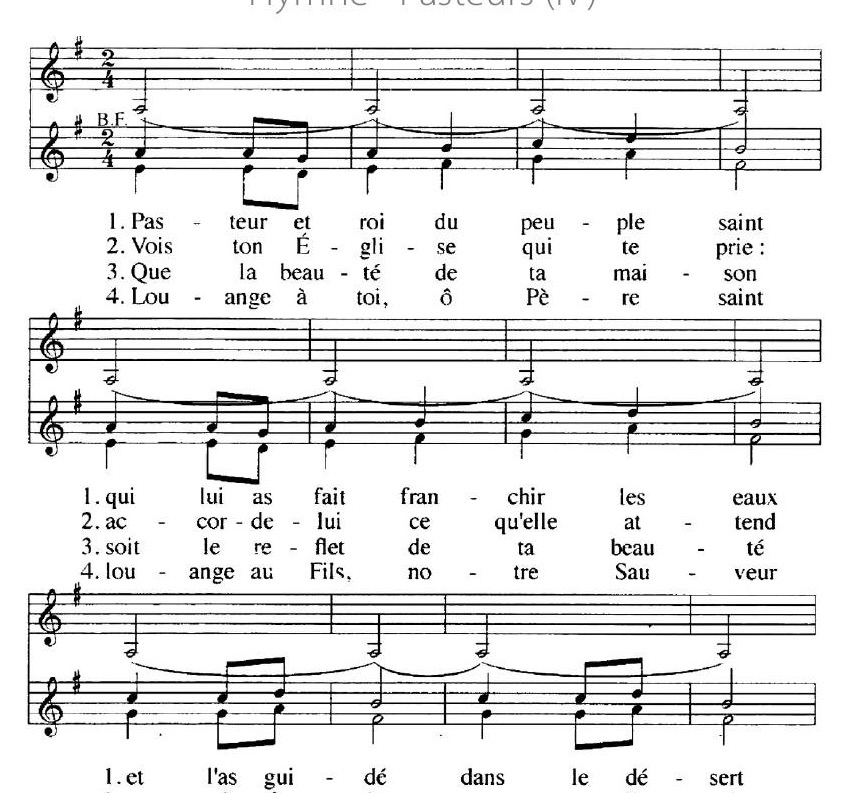 Hymne - Pasteurs (IV)
B.F.
1. Pas - teur et roi du peu - ple saint
2. Vois ton É - gli - se qui te prie :
3. Que la beau - té de ta mai - son
4. Lou - ange à toi, ô Pè - re saint
1. qui lui as fait fran - chir les eaux
2. ac - cor - de - lui ce qu'elle at - tend
3. soit le re - flet de ta beau - té
4. lou - ange au Fils, no - tre Sau - veur
1. et l'as gui - dé dans le dé - sert